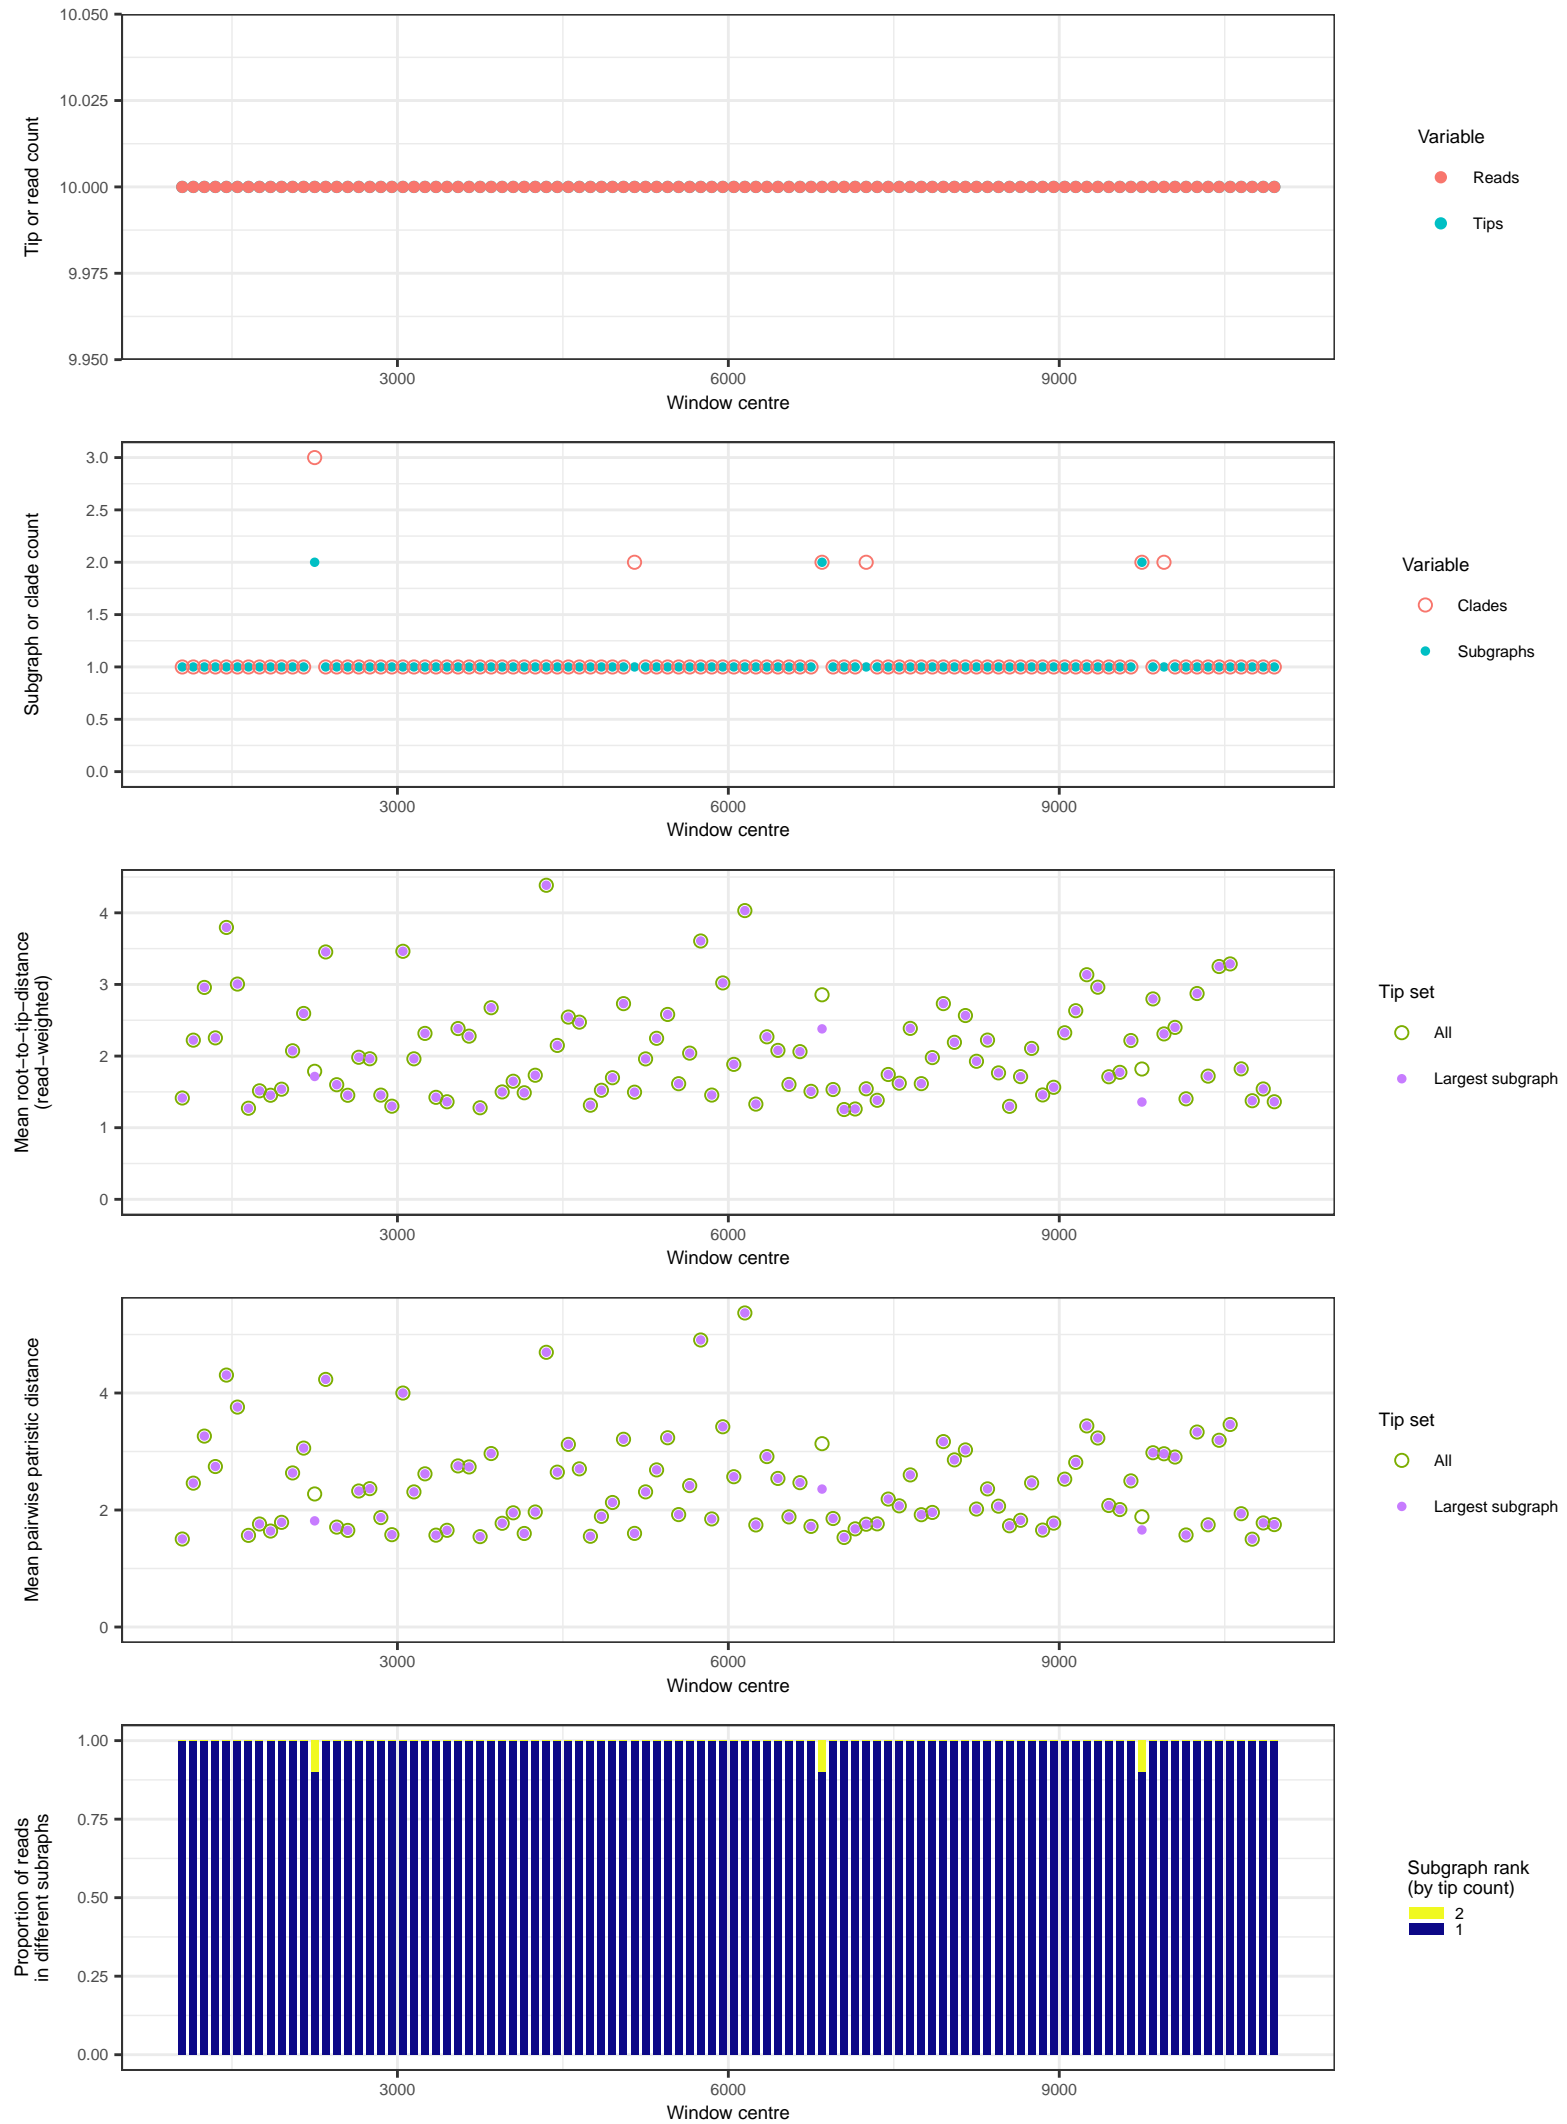 10.050
10.025
10.000
9.975
9.950
Tip or read count
3000 6000 9000
Window centre
Variable
Reads
Tips
3.0
2.5
2.0
1.5
1.0
0.5
0.0
Subgraph or clade count
3000 6000 9000
Window centre
Variable
Clades
Subgraphs
4
3
2
1
0
Mean root−to−tip−distance
(read−weighted)
3000 6000 9000
Window centre
Tip set
All
Largest subgraph
4
2
0
Mean pairwise patristic distance
3000 6000 9000
Window centre
Tip set
All
Largest subgraph
1.00
0.75
0.50
0.25
0.00
Proportion of reads
in different subraphs
3000 6000 9000
Window centre
Subgraph rank
(by tip count)
2
1